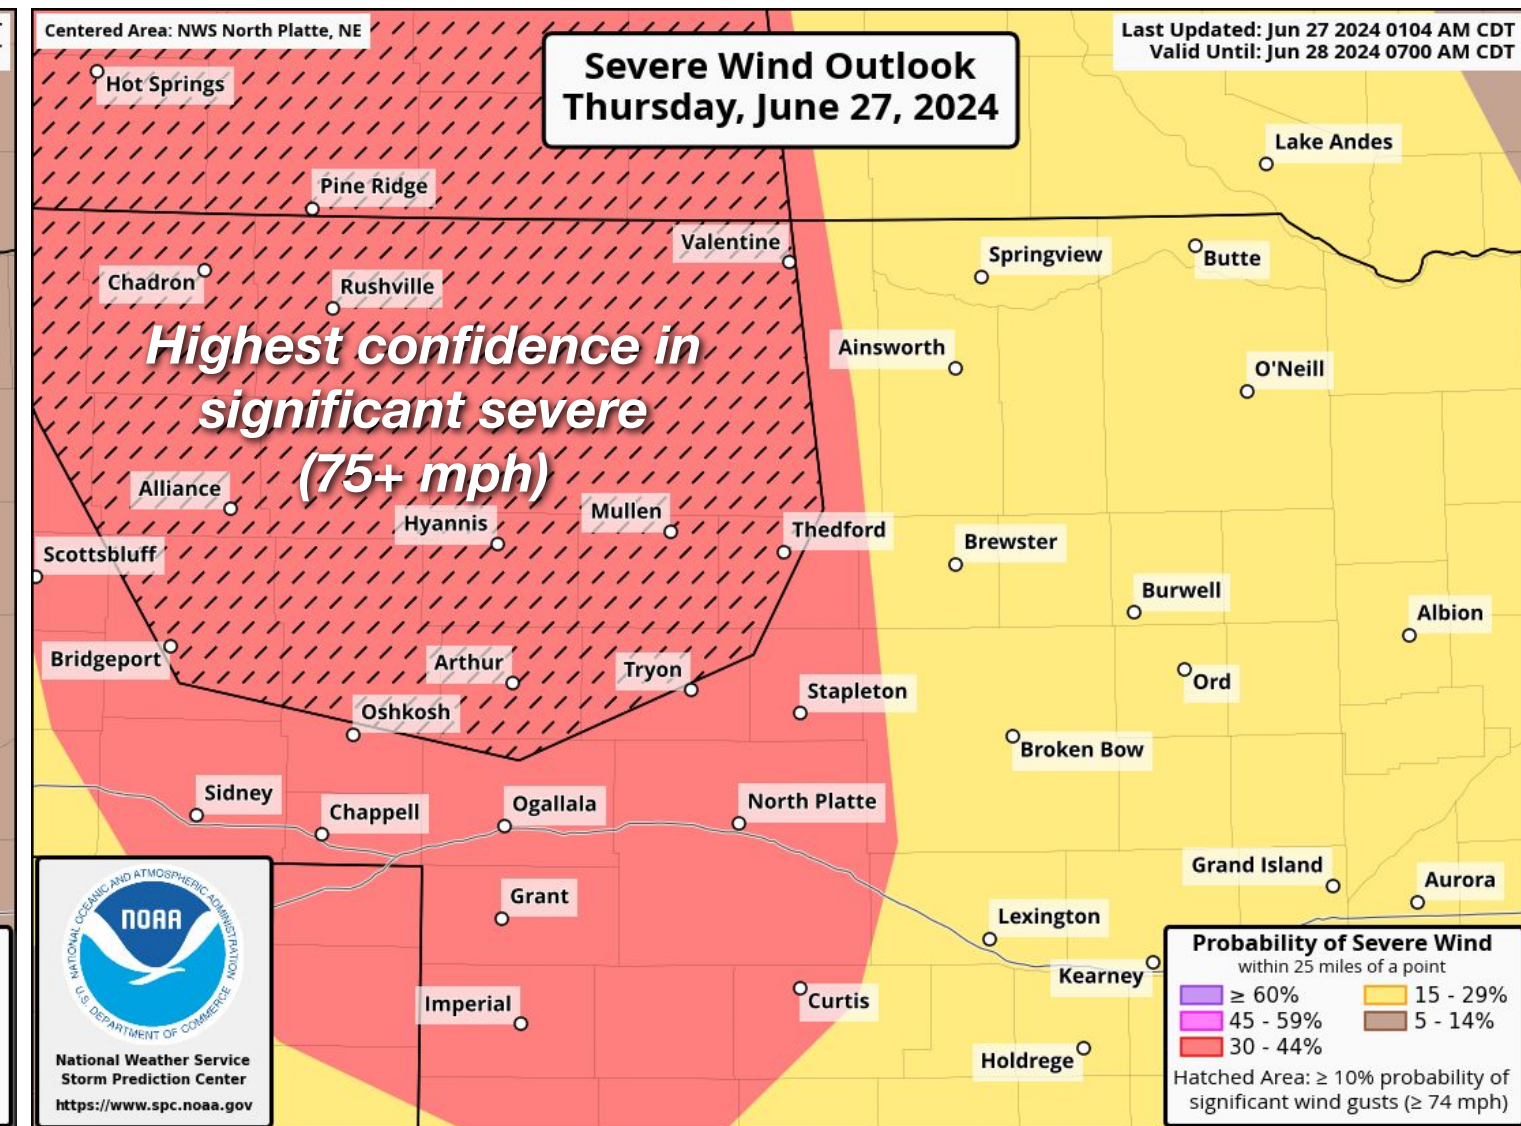 Centered Area: NWS North Platte, NE
Severe Wind Outlook
Thursday, June 27, 2024
Last Updated: Jun 27 2024 0104 AM CDT
Valid Until: Jun 28 2024 0700 AM CDT
Hot Springs
Lake Andes
Pine Ridge
Valentine
Springview
Butte
Chadron
Rushville
Highest confidence in
significant severe
(75+ mph)
Ainsworth
O'Neill
Alliance
Hyannis
Mullen
Thedford
Brewster
Scottsbluff
Burwell
Albion
Bridgeport
Arthur
Tryon
Stapleton
Ord
Oshkosh
Broken Bow
Sidney
Chappell
Ogallala
North Platte
Grand Island
Aurora
Grant
Lexington
Kearney
Imperial
Curtis
Holdrege
NATIONAL OCEANIC AND ATMOSPHERIC ADMINISTRATION
NOAA
U.S. DEPARTMENT OF COMMERCE
National Weather Service
Storm Prediction Center
https://www.spc.noaa.gov
Probability of Severe Wind
within 25 miles of a point
≥ 60%
15 - 29%
45 - 59%
5 - 14%
30 - 44%
Hatched Area: ≥ 10% probability of
significant wind gusts (≥ 74 mph)